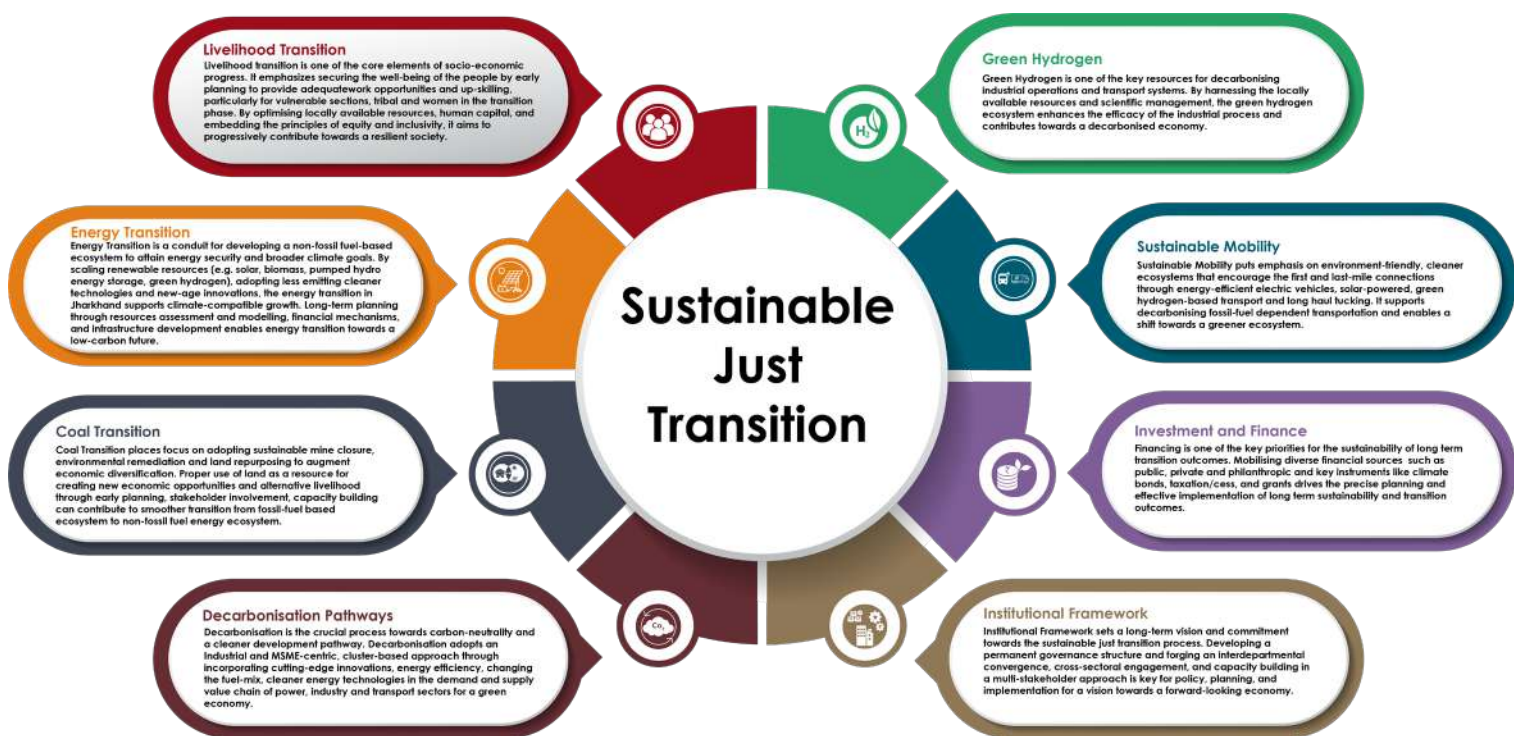 Livelihood Transition
Livelihood transition is one of the core elements of socio-economic
progress. It emphasizes securing the well-being of the people by early
planning to provide adequatework opportunities and up-skilling,
particularly for vulnerable sections, tribal and women in the transition
phase. By optimising locally available resources, human capital, and
embedding the principles of equity and inclusivity, it aims to
progressively contribute towards a resilient society.
Energy Transition
Energy Transition is a conduit for developing a non-fossil fuel-based
ecosystem to attain energy security and broader climate goals. By
scaling renewable resources (e.g. solar, biomass, pumped hydro
energy storage, green hydrogen), adopting less emitting cleaner
technologies and new-age innovations, the energy transition in
Jharkhand supports climate-compatible growth. Long-term planning
through resources assessment and modelling, financial mechanisms,
and infrastructure development enables energy transition towards a
low-carbon future.
Coal Transition
Coal Transition places focus on adopting sustainable mine closure,
environmental remediation and land repurposing to augment
economic diversification. Proper use of land as a resource for
creating new economic opportunities and alternative livelihood
through early planning, stakeholder involvement, capacity building
can contribute to smoother transition from fossil-fuel based
ecosystem to non-fossil fuel energy ecosystem.
Decarbonisation Pathways
Decarbonisation is the crucial process towards carbon-neutrality and
a cleaner development pathway. Decarbonisation adopts an
Industrial and MSME-centric, cluster-based approach through
incorporating cutting-edge innovations, energy efficiency, changing
the fuel-mix, cleaner energy technologies in the demand and supply
value chain of power, industry and transport sectors for a green
economy.
Sustainable
Just
Transition
H2
CO2
Green Hydrogen
Green Hydrogen is one of the key resources for decarbonising
industrial operations and transport systems. By harnessing the locally
available resources and scientific management, the green hydrogen
ecosystem enhances the efficacy of the industrial process and
contributes towards a decarbonised economy.
Sustainable Mobility
Sustainable Mobility puts emphasis on environment-friendly, cleaner
ecosystems that encourage the first and last-mile connections
through energy-efficient electric vehicles, solar-powered, green
hydrogen-based transport and long haul tucking. It supports
decarbonising fossil-fuel dependent transportation and enables a
shift towards a greener ecosystem.
Investment and Finance
Financing is one of the key priorities for the sustainability of long term
transition outcomes. Mobilising diverse financial sources such as
public, private and philanthropic and key instruments like climate
bonds, taxation/cess, and grants drives the precise planning and
effective implementation of long term sustainability and transition
outcomes.
Institutional Framework
Institutional Framework sets a long-term vision and commitment
towards the sustainable just transition process. Developing a
permanent governance structure and forging an interdepartmental
convergence, cross-sectoral engagement, and capacity building in
a multi-stakeholder approach is key for policy, planning, and
implementation for a vision towards a forward-looking economy.